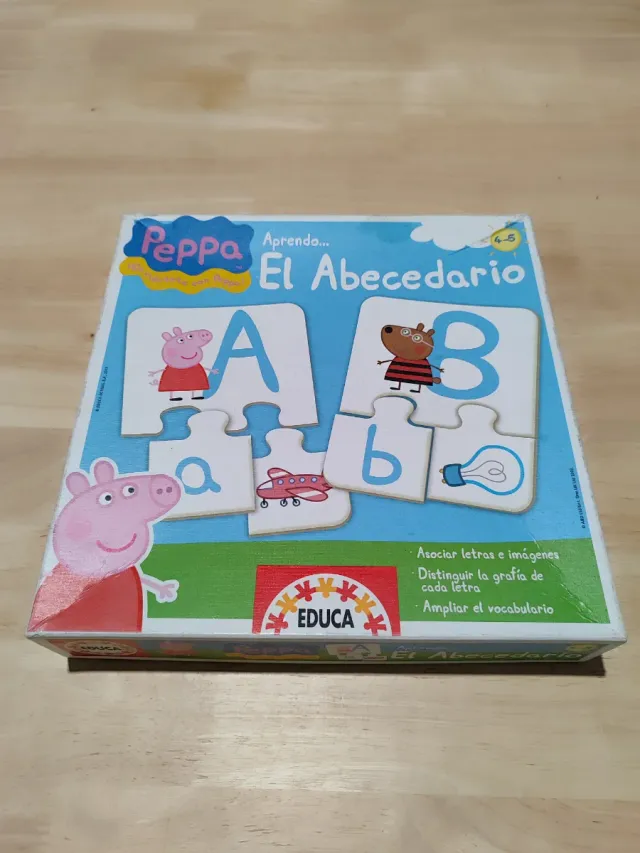 Peppa
Aprendo...
El Abecedario
4-5
A
B
a
b
· Asociar letras e imágenes
· Distinguir la grafía de
cada letra
· Ampliar el vocabulario
EDUCA
EDUCA
El Abecedario